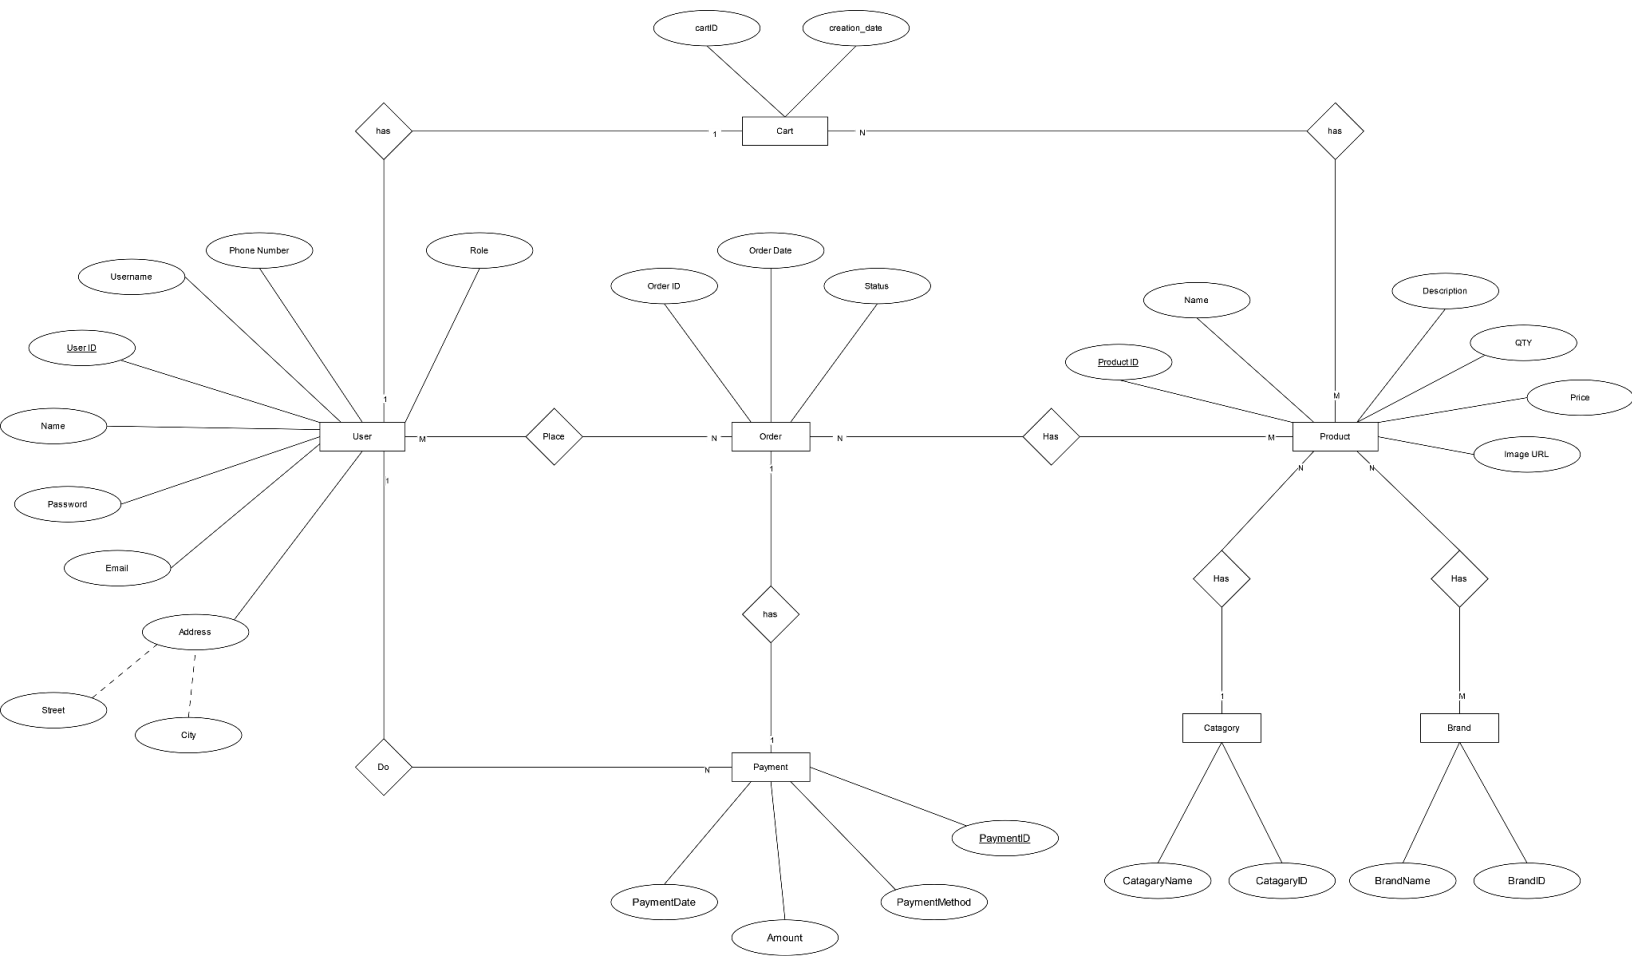 cartID
creation_date
has
1
Cart
N
has
Phone Number
Role
Order Date
Username
Order ID
Status
Name
Description
User ID
Product ID
QTY
Price
1
M
Name
User
M
Place
N
Order
N
Has
M
Product
Image URL
1
1
N
N
Password
Email
Has
Has
has
Address
Street
City
1
M
Catagory
Brand
1
Do
N
Payment
PaymentID
CatagaryName
CatagaryID
BrandName
BrandID
PaymentDate
PaymentMethod
Amount